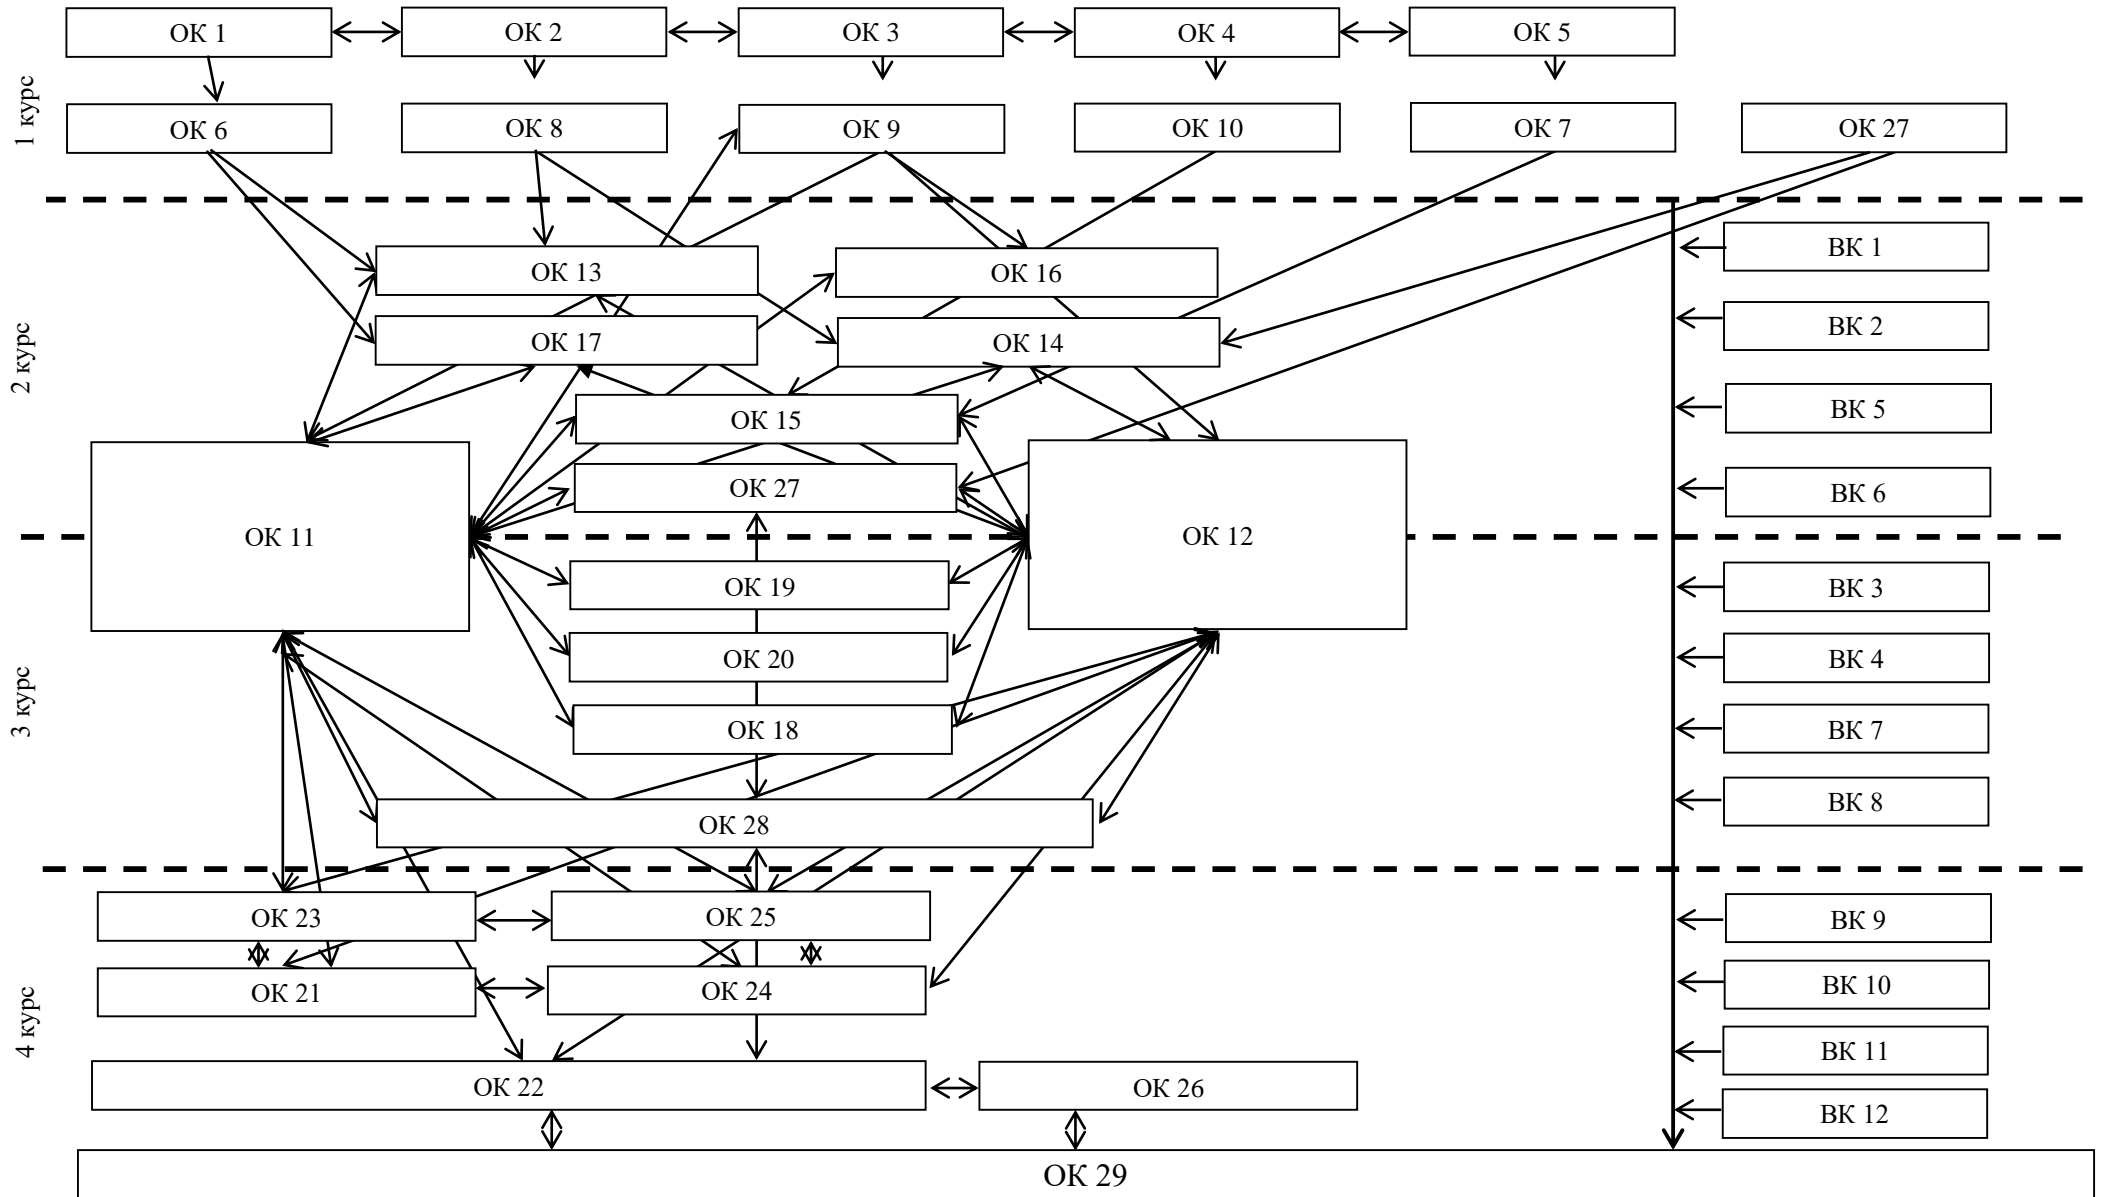 ОК 1
ОК 2
ОК 3
ОК 4
ОК 5
1 курс
ОК 6
ОК 8
ОК 9
ОК 10
ОК 7
ОК 27
2 курс
ОК 13
ОК 16
ВК 1
ОК 17
ОК 14
ВК 2
ОК 15
ВК 5
ОК 27
ВК 6
ОК 11
ОК 12
3 курс
ОК 19
ВК 3
ОК 20
ВК 4
ОК 18
ВК 7
ОК 28
ВК 8
4 курс
ОК 23
ОК 25
ВК 9
ОК 21
ОК 24
ВК 10
ВК 11
ОК 22
ОК 26
ВК 12
ОК 29